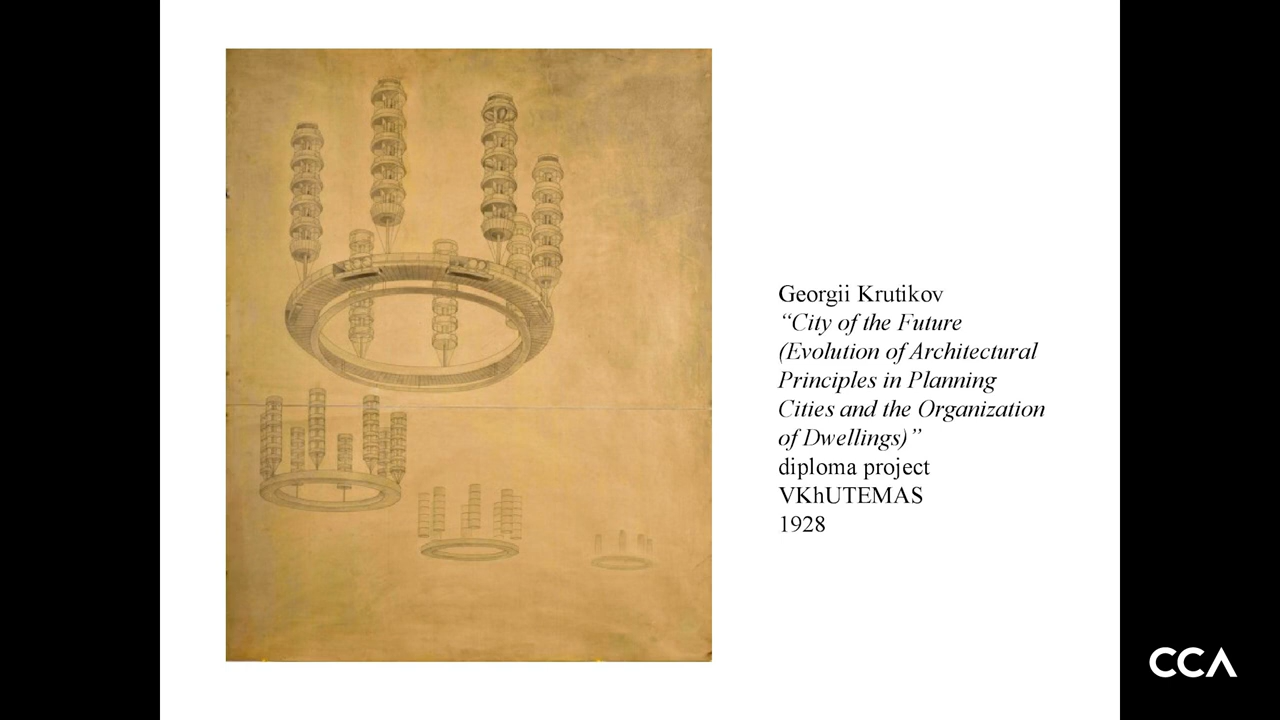 Georgii Krutikov
“City of the Future
(Evolution of Architectural
Principles in Planning
Cities and the Organization
of Dwellings)”
diploma project
VKhUTEMAS
1928
CCA